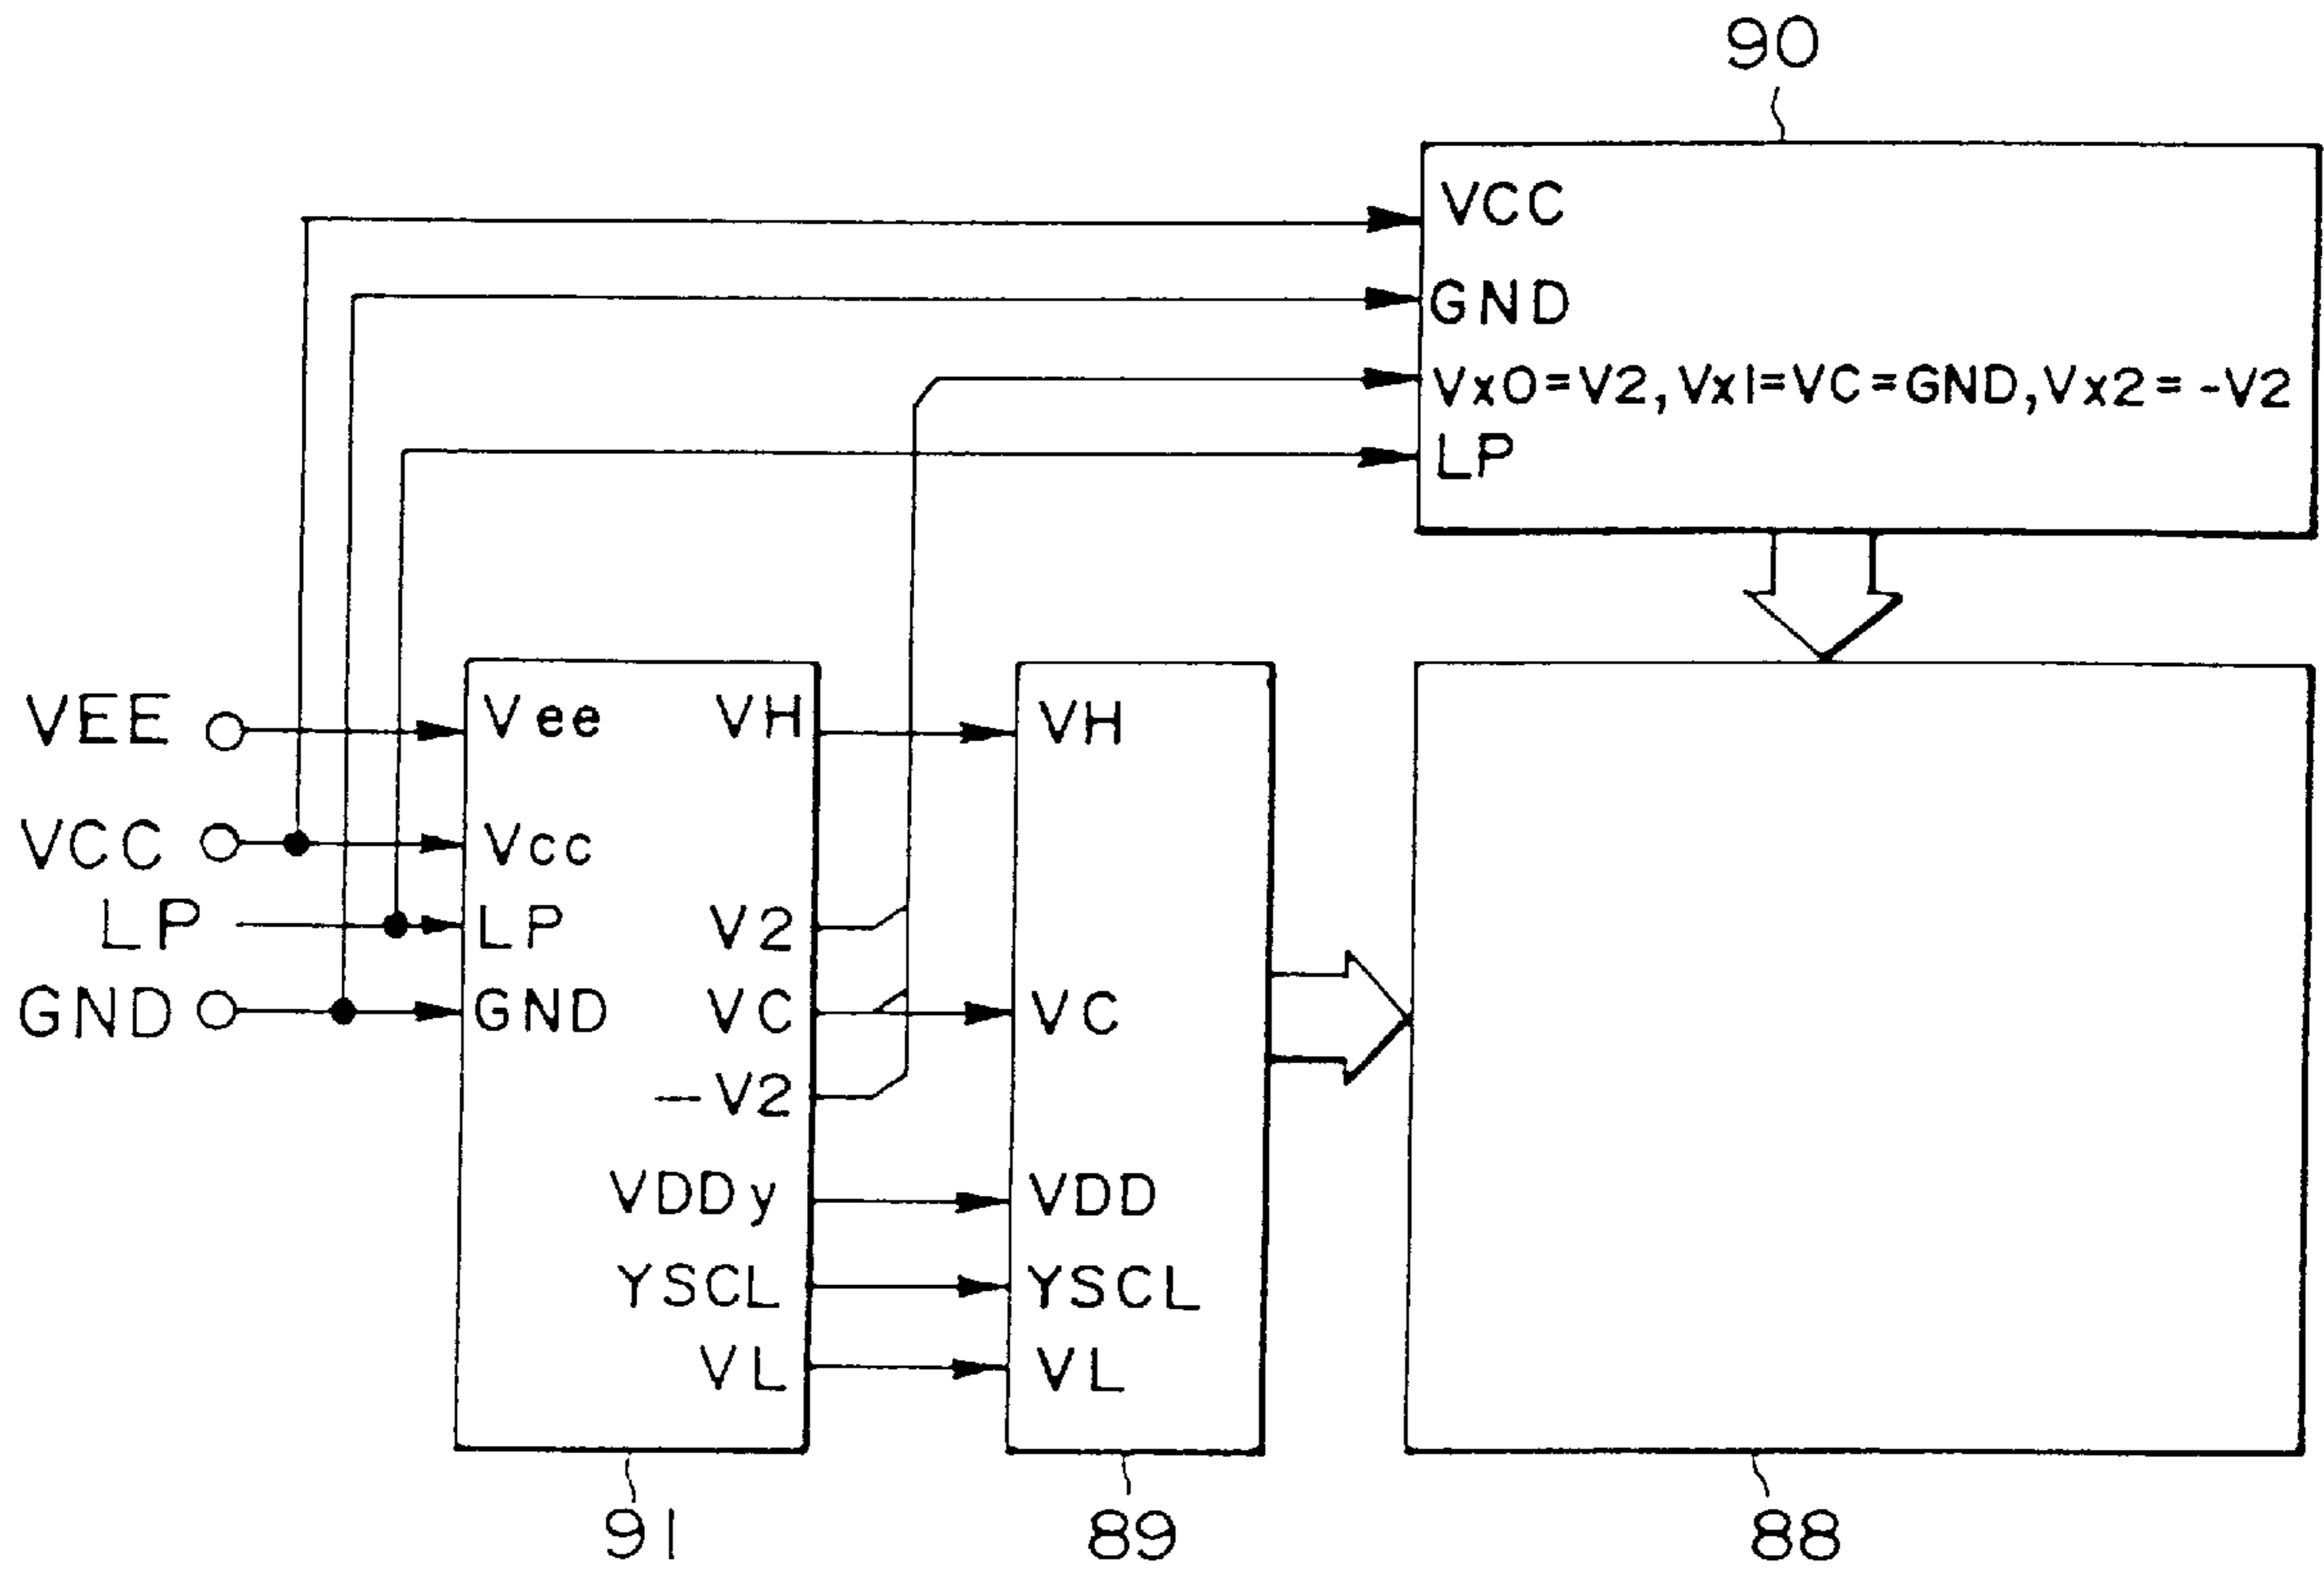 90
VCC
GND
Vx0=V2,Vx1=VC=GND,Vx2=-V2
LP
VEE
VCC
LP
GND
Vee
Vcc
LP
GND
VH
V2
VC
-V2
VDDy
YSCL
VL
VH
VC
VDD
YSCL
VL
91
89
88